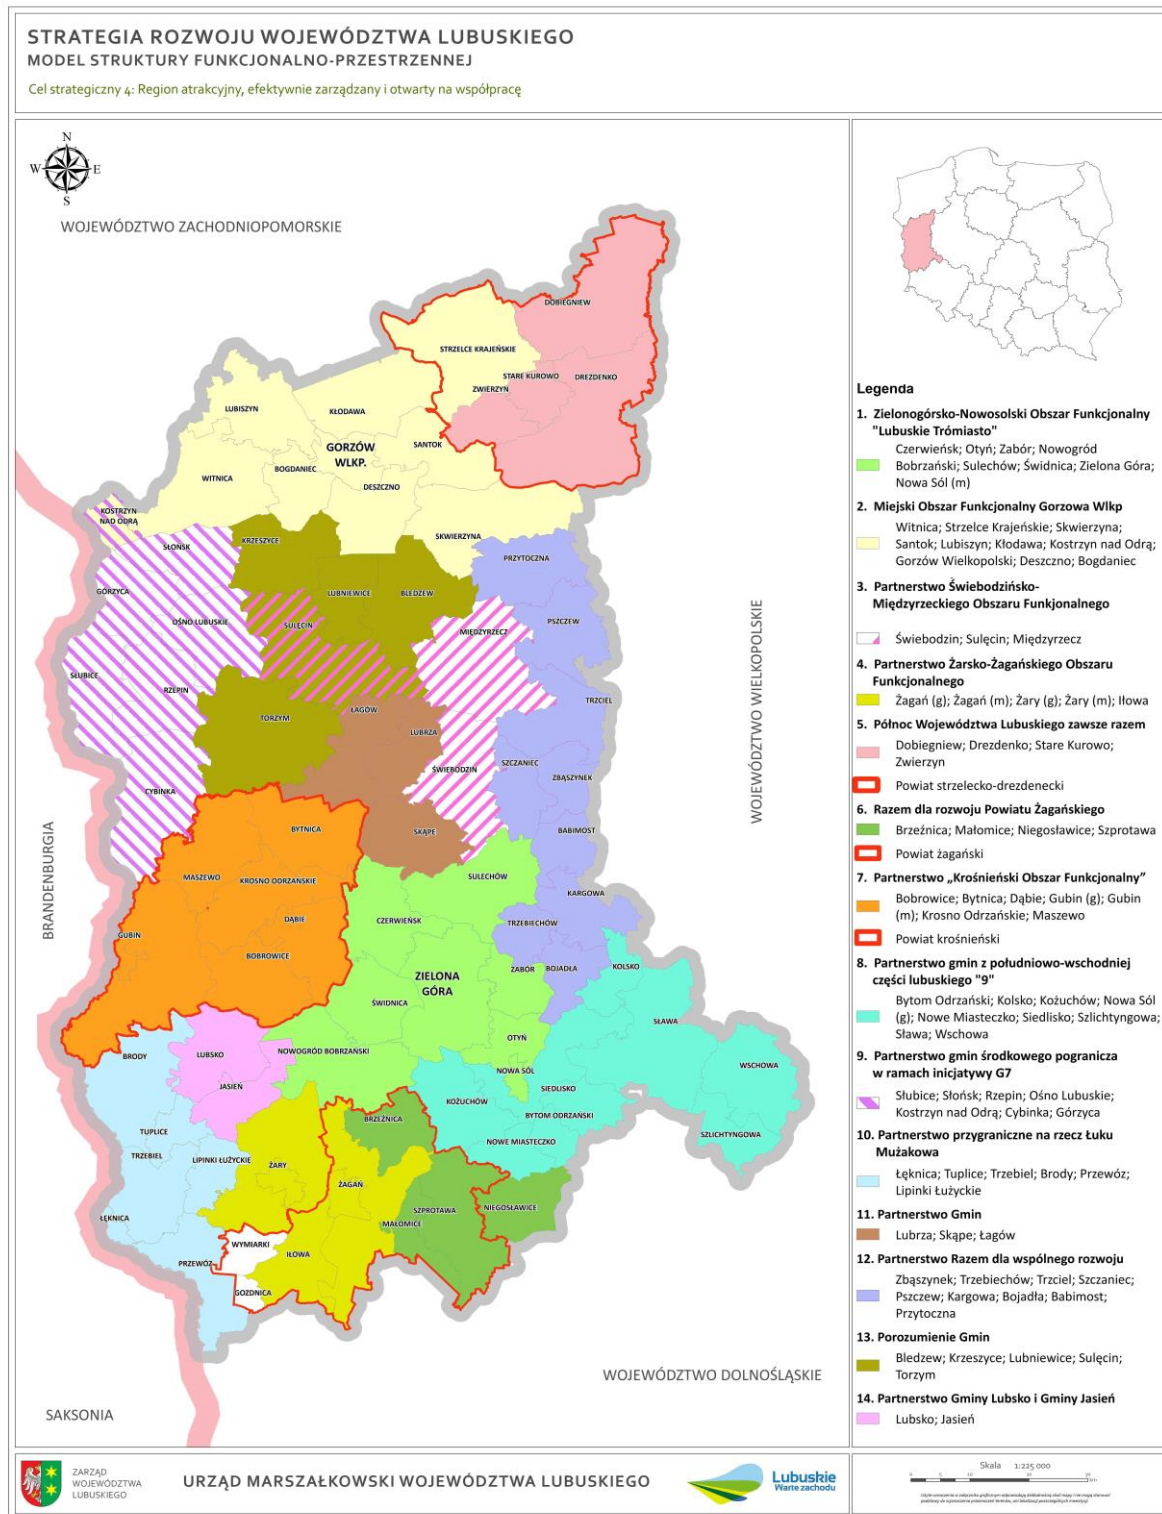 STRATEGIA ROZWOJU WOJEWÓDZTWA LUBUSKIEGO
MODEL STRUKTURY FUNKCJONALNO-PRZESTRZENNEJ
Cel strategiczny 4: Region atrakcyjny, efektywnie zarządzany i otwarty na współpracę
N
W E
S
WOJEWÓDZTWO ZACHODNIOPOMORSKIE
DOBIEGNIEW
STRZELCE KRAJEŃSKIE
STARE KUROWO
DREZDENKO
ZWIERZYN
LUBISZYN
KŁODAWA
GORZÓW
WLKP.
SANTOK
BOGDANIEC
WITNICA
DESZCZNO
KOSTRZYN
NAD ODRĄ
SKWIERZYNA
SŁOŃSK
KRZESZYCE
PRZYTOCZNA
GÓRZYCA
LUBNIEWICE
BLEDZEW
OŚNO LUBUSKIE
SULĘCIN
MIĘDZYRZECZ
PSZCZEW
SŁUBICE
RZEPIN
TRZCIEL
TORZYM
ŁAGÓW
LUBRZA
ŚWIEBODZIN
SZCZANIEC
ZBĄSZYNEK
CYBINKA
BYTNICA
SKĄPE
BABIMOST
MASZEWO
KROSNO ODRZAŃSKIE
SULECHÓW
KARGOWA
DĄBIE
CZERWIEŃSK
TRZEBIECHÓW
GUBIN
BOBROWICE
ZIELONA
GÓRA
ZABÓR
BOJADŁA
KOLSKO
ŚWIDNICA
SŁAWA
OTYŃ
BRODY
LUBSKO
NOWOGRÓD BOBRZAŃSKI
WSCHOWA
NOWA SÓL
JASIEŃ
SIEDLISKO
KOŻUCHÓW
BRZEŹNICA
BYTOM ODRZAŃSKI
TUPLICE
SZLICHTYNGOWA
NOWE MIASTECZKO
TRZEBIEL
LIPINKI ŁUŻYCKIE
ŻARY
ŻAGAŃ
NIEGOSŁAWICE
SZPROTAWA
ŁĘKNICA
MAŁOMICE
WYMIARKI
IŁOWA
PRZEWÓZ
GOZDNICA
BRANDENBURGIA
WOJEWÓDZTWO WIELKOPOLSKIE
WOJEWÓDZTWO DOLNOŚLĄSKIE
SAKSONIA
Legenda
1. Zielonogórsko-Nowosolski Obszar Funkcjonalny
"Lubuskie Trómiasto"
Czerwieńsk; Otyń; Zabór; Nowogród
Bobrzański; Sulechów; Świdnica; Zielona Góra;
Nowa Sól (m)
2. Miejski Obszar Funkcjonalny Gorzowa Wlkp
Witnica; Strzelce Krajeńskie; Skwierzyna;
Santok; Lubiszyn; Kłodawa; Kostrzyn nad Odrą;
Gorzów Wielkopolski; Deszczno; Bogdaniec
3. Partnerstwo Świebodzińsko-
Międzyrzeckiego Obszaru Funkcjonalnego
Świebodzin; Sulęcin; Międzyrzecz
4. Partnerstwo Żarsko-Żagańskiego Obszaru
Funkcjonalnego
Żagań (g); Żagań (m); Żary (g); Żary (m); Iłowa
5. Północ Województwa Lubuskiego zawsze razem
Dobiegniew; Drezdenko; Stare Kurowo;
Zwierzyn
Powiat strzelecko-drezdenecki
6. Razem dla rozwoju Powiatu Żagańskiego
Brzeźnica; Małomice; Niegosławice; Szprotawa
Powiat żagański
7. Partnerstwo „Krośnieński Obszar Funkcjonalny”
Bobrowice; Bytnica; Dąbie; Gubin (g); Gubin
(m); Krosno Odrzańskie; Maszewo
Powiat krośnieński
8. Partnerstwo gmin z południowo-wschodniej
części lubuskiego "9"
Bytom Odrzański; Kolsko; Kożuchów; Nowa Sól
(g); Nowe Miasteczko; Siedlisko; Szlichtyngowa;
Sława; Wschowa
9. Partnerstwo gmin środkowego pogranicza
w ramach inicjatywy G7
Słubice; Słońsk; Rzepin; Ośno Lubuskie;
Kostrzyn nad Odrą; Cybinka; Górzyca
10. Partnerstwo przygraniczne na rzecz Łuku
Mużakowa
Łęknica; Tuplice; Trzebiel; Brody; Przewóz;
Lipinki Łużyckie
11. Partnerstwo Gmin
Lubrza; Skąpe; Łagów
12. Partnerstwo Razem dla wspólnego rozwoju
Zbąszynek; Trzebiechów; Trzciel; Szczaniec;
Pszczew; Kargowa; Bojadła; Babimost;
Przytoczna
13. Porozumienie Gmin
Bledzew; Krzeszyce; Lubniewice; Sulęcin;
Torzym
14. Partnerstwo Gminy Lubsko i Gminy Jasień
Lubsko; Jasień
ZARZĄD
WOJEWÓDZTWA
LUBUSKIEGO
URZĄD MARSZAŁKOWSKI WOJEWÓDZTWA LUBUSKIEGO
Lubuskie
Warte zachodu
Skala 1:225 000